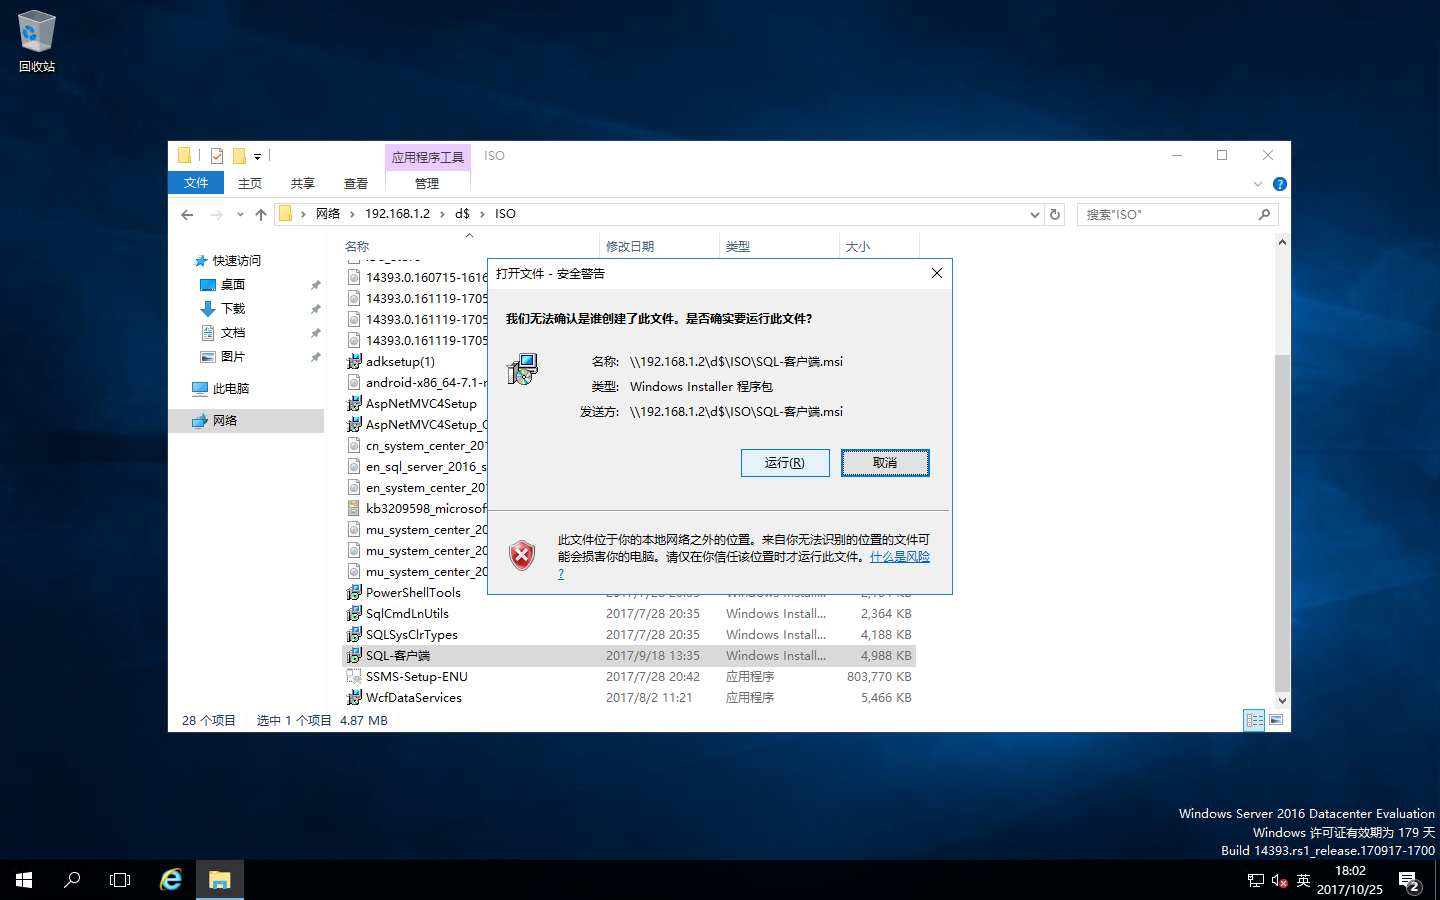 回收站
应用程序工具
ISO
文件
主页
共享
查看
管理
网络 192.168.1.2 d$ ISO
搜索"ISO"
名称 修改日期 类型 大小
快速访问
桌面
下载
文档
图片
此电脑
网络
14393.0.160715-1616
14393.0.161119-1705
14393.0.161119-1705
14393.0.161119-1705
adksetup(1)
android-x86_64-7.1-r
AspNetMVC4Setup
AspNetMVC4Setup_C
cn_system_center_201
en_sql_server_2016_s
en_system_center_201
kb3209598_microsof
mu_system_center_20
mu_system_center_20
mu_system_center_20
PowerShellTools
SqlCmdLnUtils 2017/7/28 20:35 Windows Install... 2,364 KB
SQLSysClrTypes 2017/7/28 20:35 Windows Install... 4,188 KB
SQL-客户端 2017/9/18 13:35 Windows Install... 4,988 KB
SSMS-Setup-ENU 2017/7/28 20:42 应用程序 803,770 KB
WcfDataServices 2017/8/2 11:21 应用程序 5,466 KB
28 个项目 选中 1 个项目 4.87 MB
打开文件 - 安全警告
我们无法确认是谁创建了此文件。是否确实要运行此文件?
名称: \\192.168.1.2\d$\ISO\SQL-客户端.msi
类型: Windows Installer 程序包
发送方: \\192.168.1.2\d$\ISO\SQL-客户端.msi
运行(R)
取消
此文件位于你的本地网络之外的位置。来自你无法识别的位置的文件可
能会损害你的电脑。请仅在你信任该位置时才运行此文件。什么是风险
?
Windows Server 2016 Datacenter Evaluation
Windows 许可证有效期为 179 天
Build 14393.rs1_release.170917-1700
英
18:02
2017/10/25
2